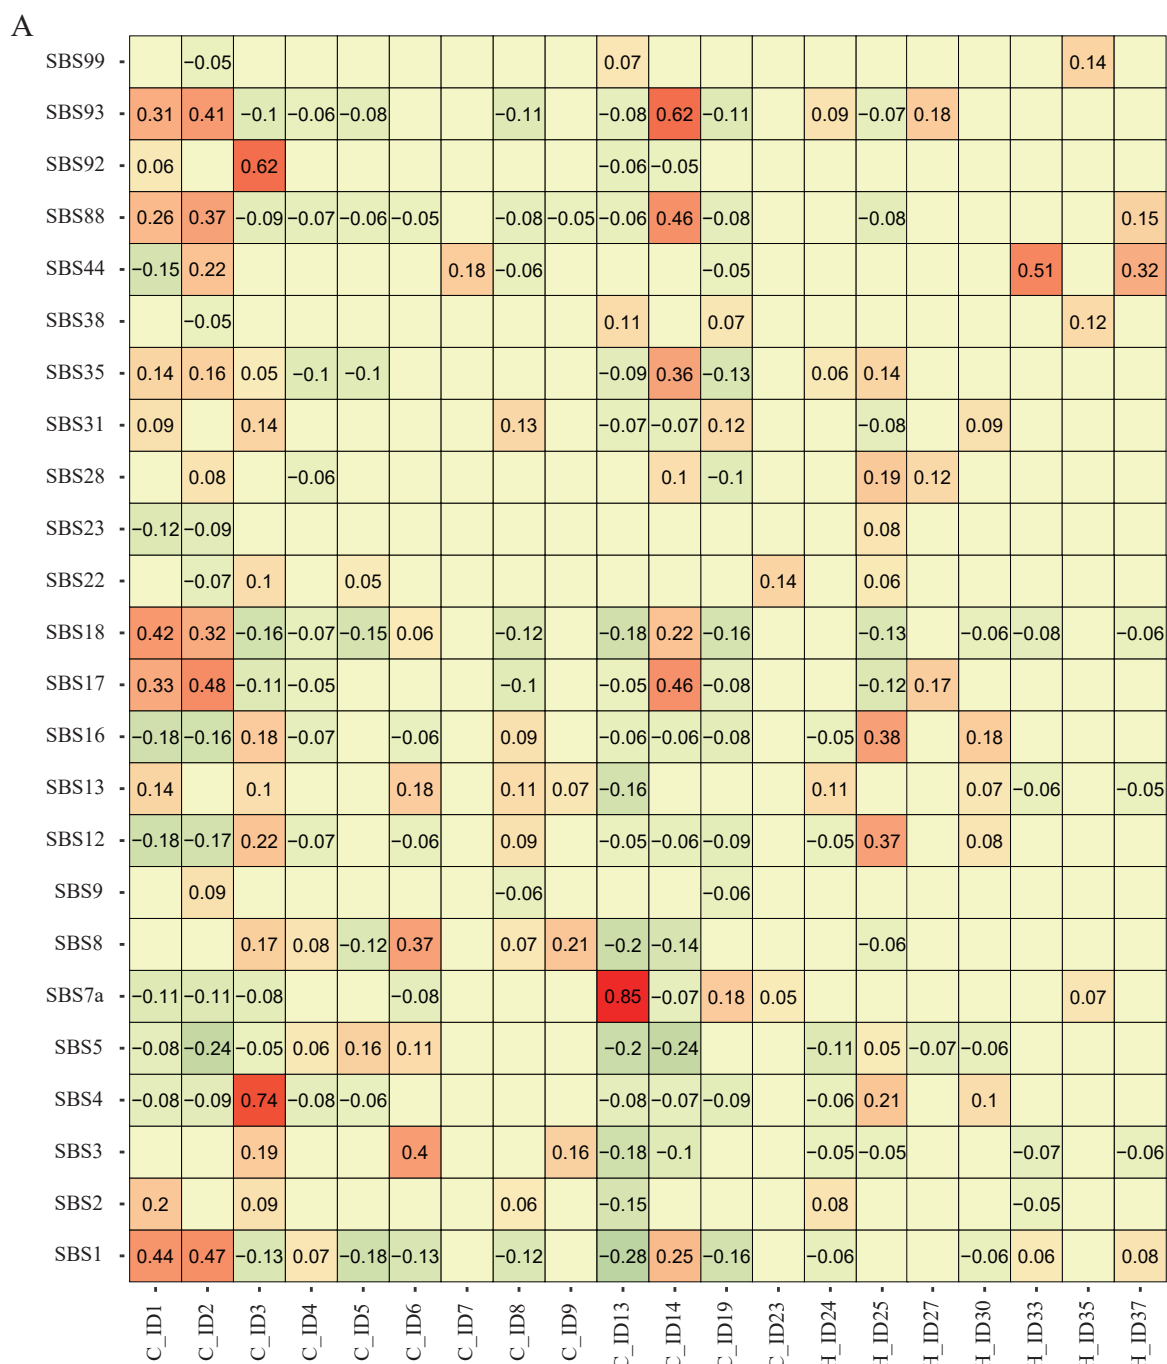 A
SBS99 −0.05 0.07 0.14
SBS93 0.31 0.41 −0.1 −0.06 −0.08 −0.11 −0.08 0.62 −0.11 0.09 −0.07 0.18
SBS92 0.06 0.62 −0.06 −0.05
SBS88 0.26 0.37 −0.09 −0.07 −0.06 −0.05 −0.08 −0.05 −0.06 0.46 −0.08 −0.08 0.15
SBS44 −0.15 0.22 0.18 −0.06 −0.05 0.51 0.32
SBS38 −0.05 0.11 0.07 0.12
SBS35 0.14 0.16 0.05 −0.1 −0.1 −0.09 0.36 −0.13 0.06 0.14
SBS31 0.09 0.14 0.13 −0.07 −0.07 0.12 −0.08 0.09
SBS28 0.08 −0.06 0.1 −0.1 0.19 0.12
SBS23 −0.12 −0.09 0.08
SBS22 −0.07 0.1 0.05 0.14 0.06
SBS18 0.42 0.32 −0.16 −0.07 −0.15 0.06 −0.12 −0.18 0.22 −0.16 −0.13 −0.06 −0.08 −0.06
SBS17 0.33 0.48 −0.11 −0.05 −0.1 −0.05 0.46 −0.08 −0.12 0.17
SBS16 −0.18 −0.16 0.18 −0.07 −0.06 0.09 −0.06 −0.06 −0.08 −0.05 0.38 0.18
SBS13 0.14 0.1 0.18 0.11 0.07 −0.16 0.11 0.07 −0.06 −0.05
SBS12 −0.18 −0.17 0.22 −0.07 −0.06 0.09 −0.05 −0.06 −0.09 −0.05 0.37 0.08
SBS9 0.09 −0.06 −0.06
SBS8 0.17 0.08 −0.12 0.37 0.07 0.21 −0.2 −0.14 −0.06
SBS7a −0.11 −0.11 −0.08 −0.08 0.85 −0.07 0.18 0.05 0.07
SBS5 −0.08 −0.24 −0.05 0.06 0.16 0.11 −0.2 −0.24 −0.11 0.05 −0.07 −0.06
SBS4 −0.08 −0.09 0.74 −0.08 −0.06 −0.08 −0.07 −0.09 −0.06 0.21 0.1
SBS3 0.19 0.4 0.16 −0.18 −0.1 −0.05 −0.05 −0.07 −0.06
SBS2 0.2 0.09 0.06 −0.15 0.08 −0.05
SBS1 0.44 0.47 −0.13 0.07 −0.18 −0.13 −0.12 −0.28 0.25 −0.16 −0.06 −0.06 0.06 0.08
C_ID1 C_ID2 C_ID3 C_ID4 C_ID5 C_ID6 C_ID7 C_ID8 C_ID9 C_ID13 C_ID14 C_ID19 C_ID23 H_ID24 H_ID25 H_ID27 H_ID30 H_ID33 H_ID35 H_ID37